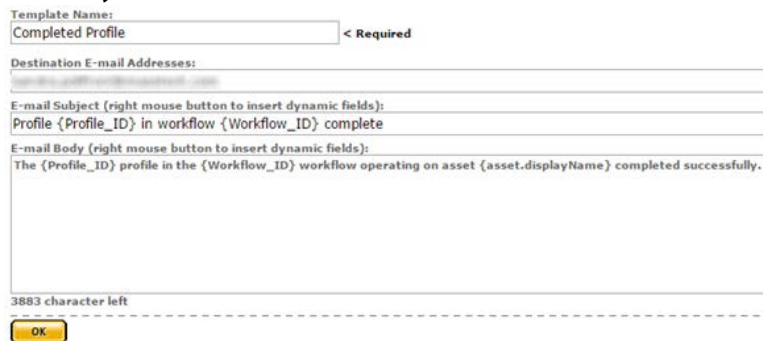 Template Name:
Completed Profile < Required
Destination E-mail Addresses:
E-mail Subject (right mouse button to insert dynamic fields):
Profile {Profile_ID} in workflow {Workflow_ID} complete
E-mail Body (right mouse button to insert dynamic fields):
The {Profile_ID} profile in the {Workflow_ID} workflow operating on asset {asset.displayName} completed successfully.
3883 character left
OK